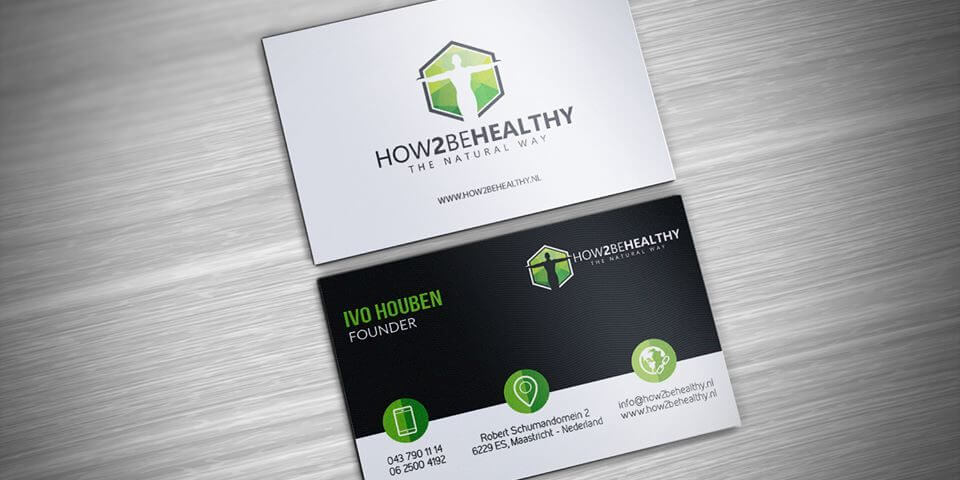 HOW2BEHEALTHY
THE NATURAL WAY
WWW.HOW2BEHEALTHY.NL
HOW2BEHEALTHY
THE NATURAL WAY
IVO HOUBEN
FOUNDER
043 790 11 14
06 2500 4192
Robert Schumandomein 2
6229 ES, Maastricht - Nederland
info@how2behealthy.nl
www.how2behealthy.nl